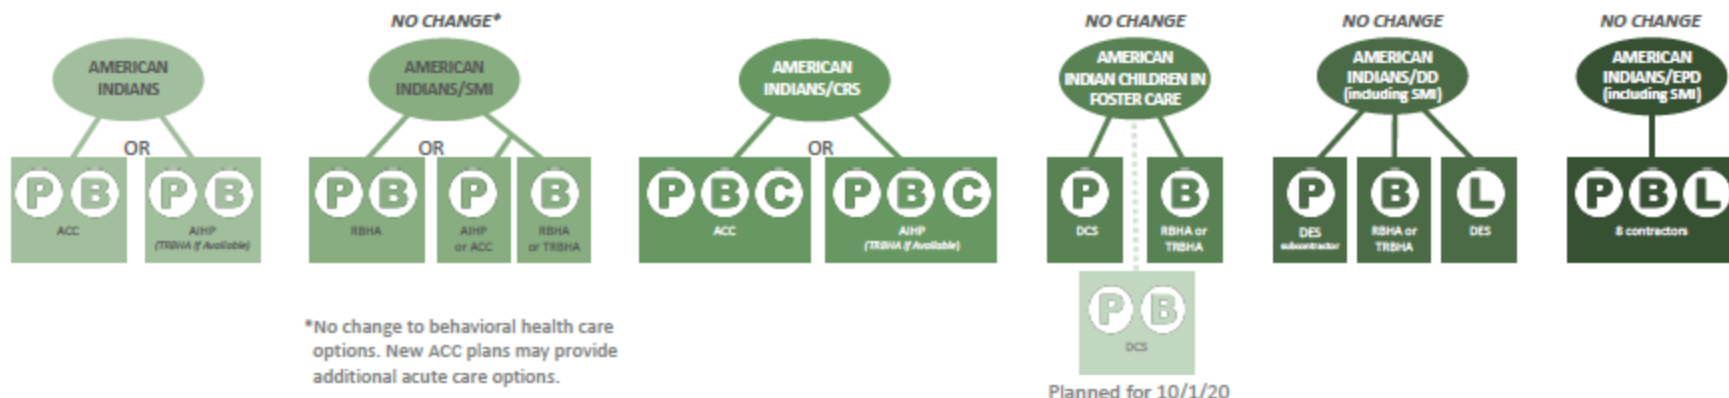 NO CHANGE*
NO CHANGE
NO CHANGE
NO CHANGE
AMERICAN
INDIANS
AMERICAN
INDIANS/SMI
AMERICAN
INDIANS/CRS
AMERICAN
INDIAN CHILDREN IN
FOSTER CARE
AMERICAN
INDIANS/DD
(including SMI)
AMERICAN
INDIANS/EPD
(including SMI)
OR
OR
OR
P B
ACC
P B
AIHP
(TRBHA If Available)
P B
RBHA
P
AIHP
or ACC
B
RBHA
or TRBHA
P B C
ACC
P B C
AIHP
(TRBHA If Available)
P
DCS
B
RBHA or
TRBHA
P
DES
subcontractor
B
RBHA or
TRBHA
L
DES
P B L
8 contractors
P B
DCS
Planned for 10/1/20
*No change to behavioral health care
options. New ACC plans may provide
additional acute care options.